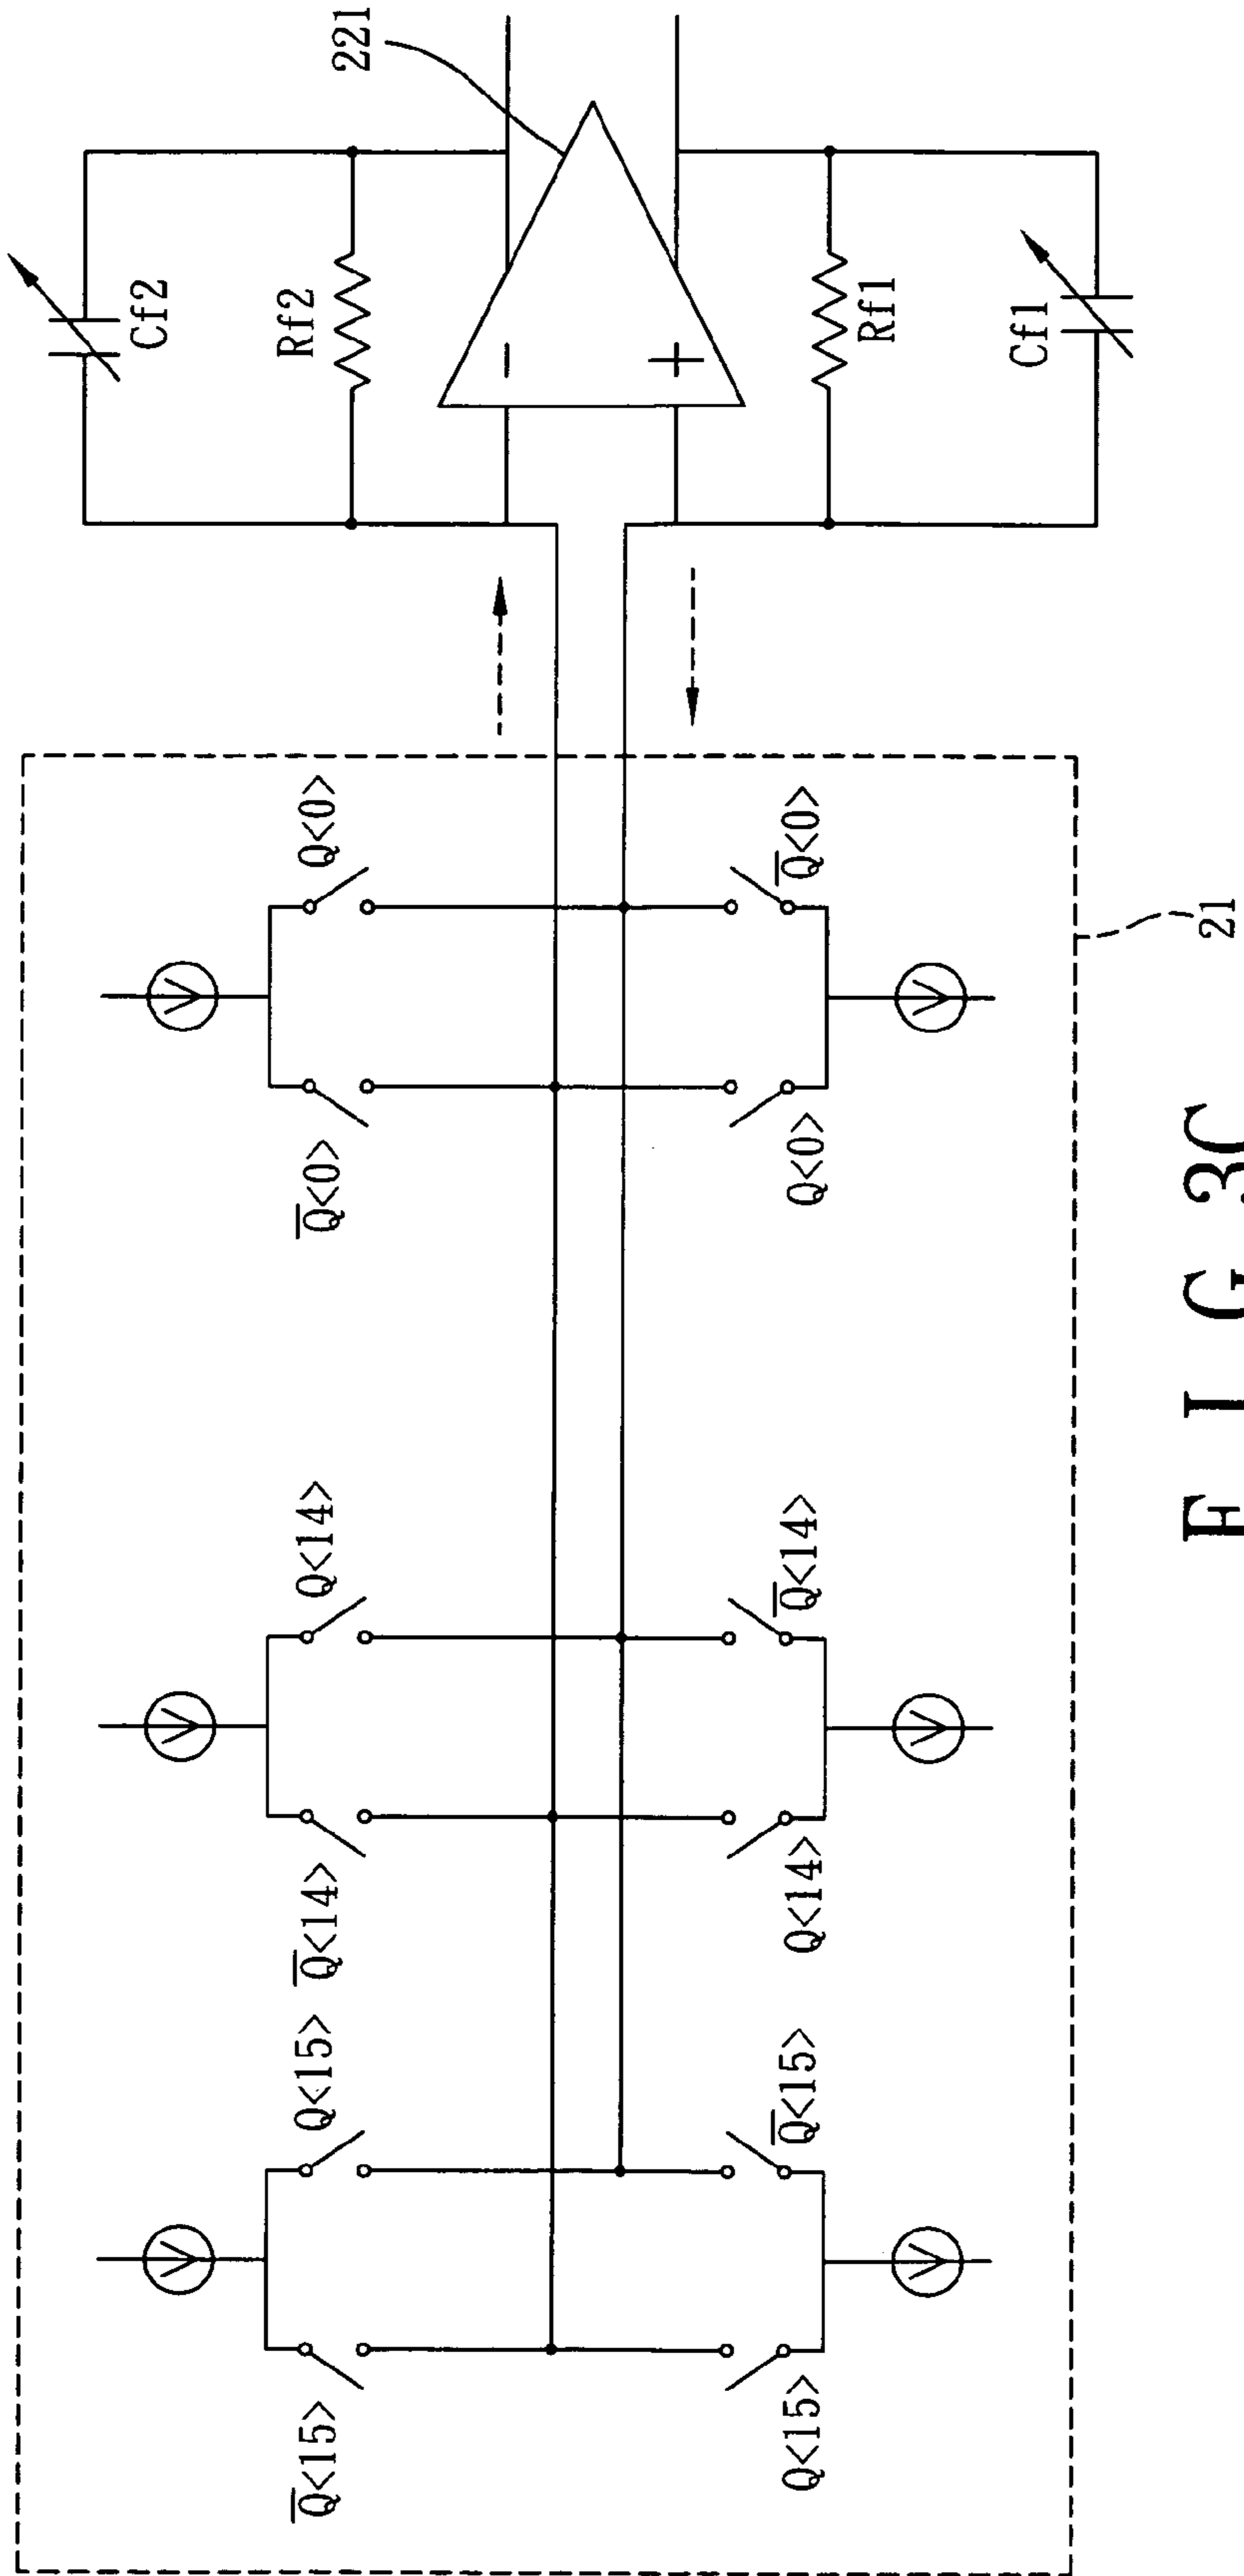 Cf2
Q̅<15>
Q<15>
Q̅<14>
Q<14>
Q̅<0>
Q<0>
Rf2
221
-
+
Q<15>
Q̅<15>
Q<14>
Q̅<14>
Q<0>
Q̅<0>
Rf1
Cf1
21
F I G .3C